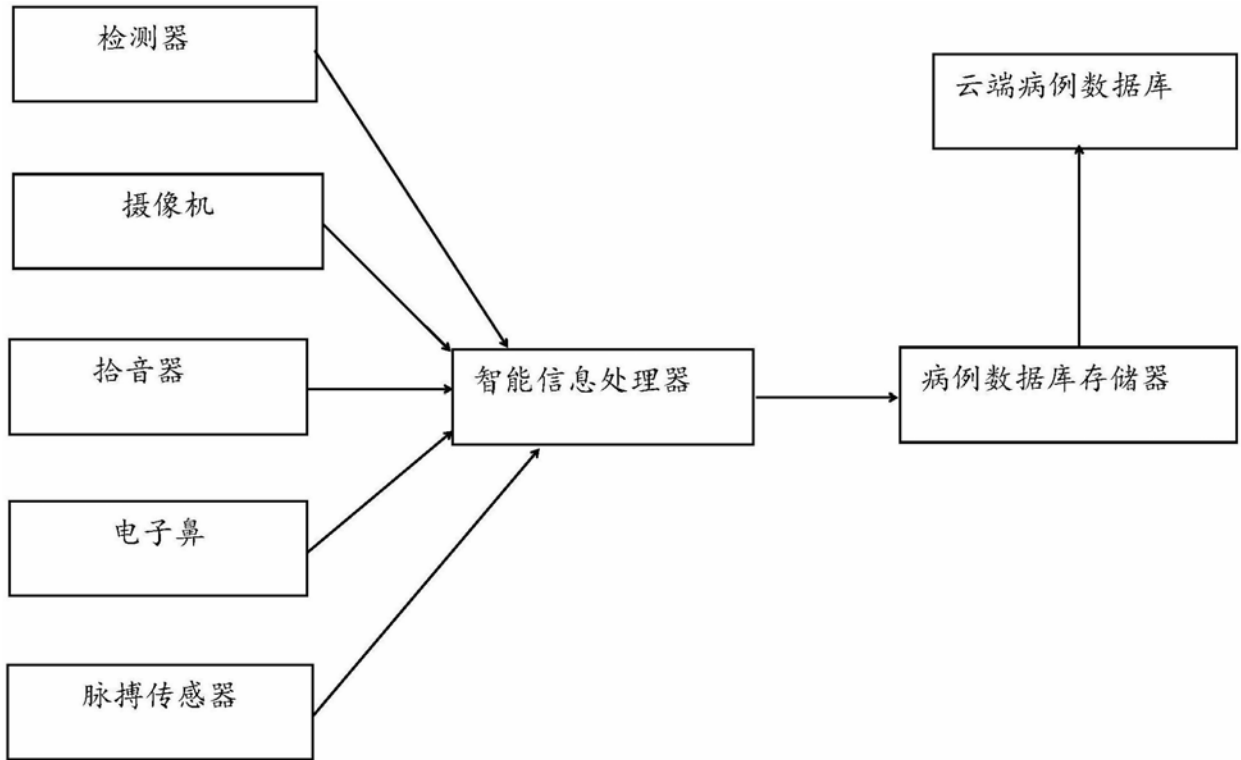 检测器
云端病例数据库
摄像机
拾音器
智能信息处理器
病例数据库存储器
电子鼻
脉搏传感器